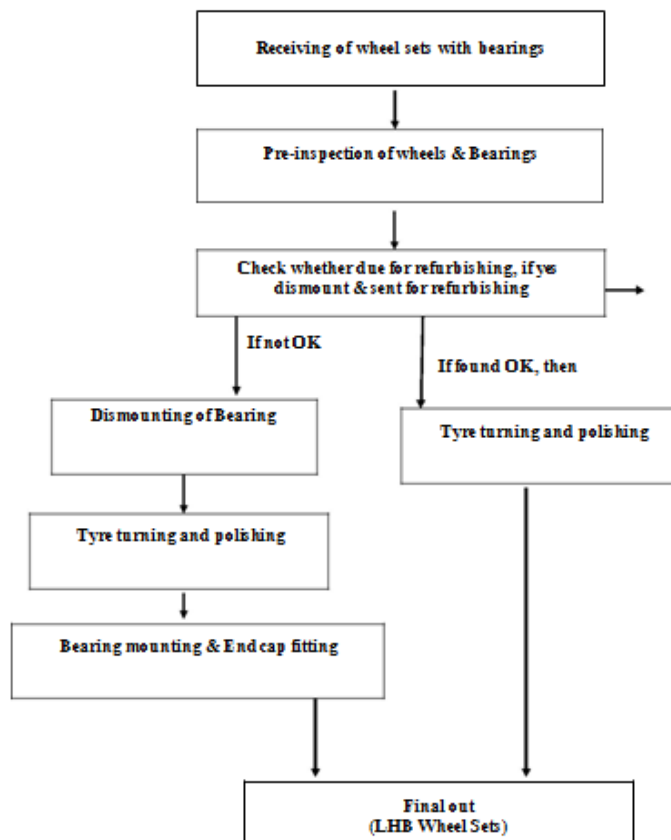 Receiving of wheel sets with bearings
Pre-inspection of wheels & Bearings
Check whether due for refurbishing, if yes
dismount & sent for refurbishing
If not OK
If found OK, then
Dismounting of Bearing
Tyre turning and polishing
Tyre turning and polishing
Bearing mounting & End cap fitting
Final out
(LHB Wheel Sets)